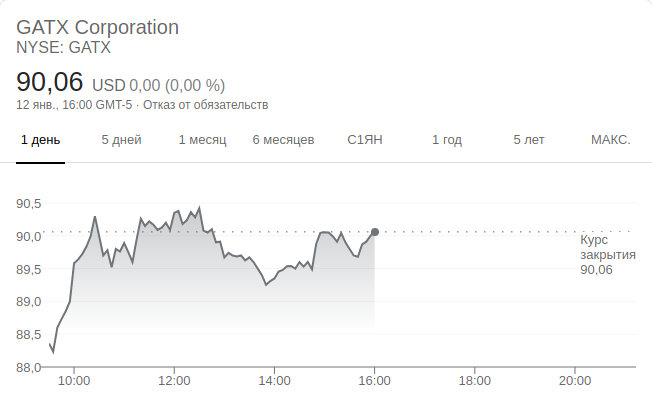 GATX Corporation
NYSE: GATX
90,06 USD 0,00 (0,00 %)
12 янв., 16:00 GMT-5 · Отказ от обязательств
1 день 5 дней 1 месяц 6 месяцев С1ЯН 1 год 5 лет МАКС.
90,5
90,0
Курс
закрытия
90,06
89,5
89,0
88,5
88,0
10:00 12:00 14:00 16:00 18:00 20:00